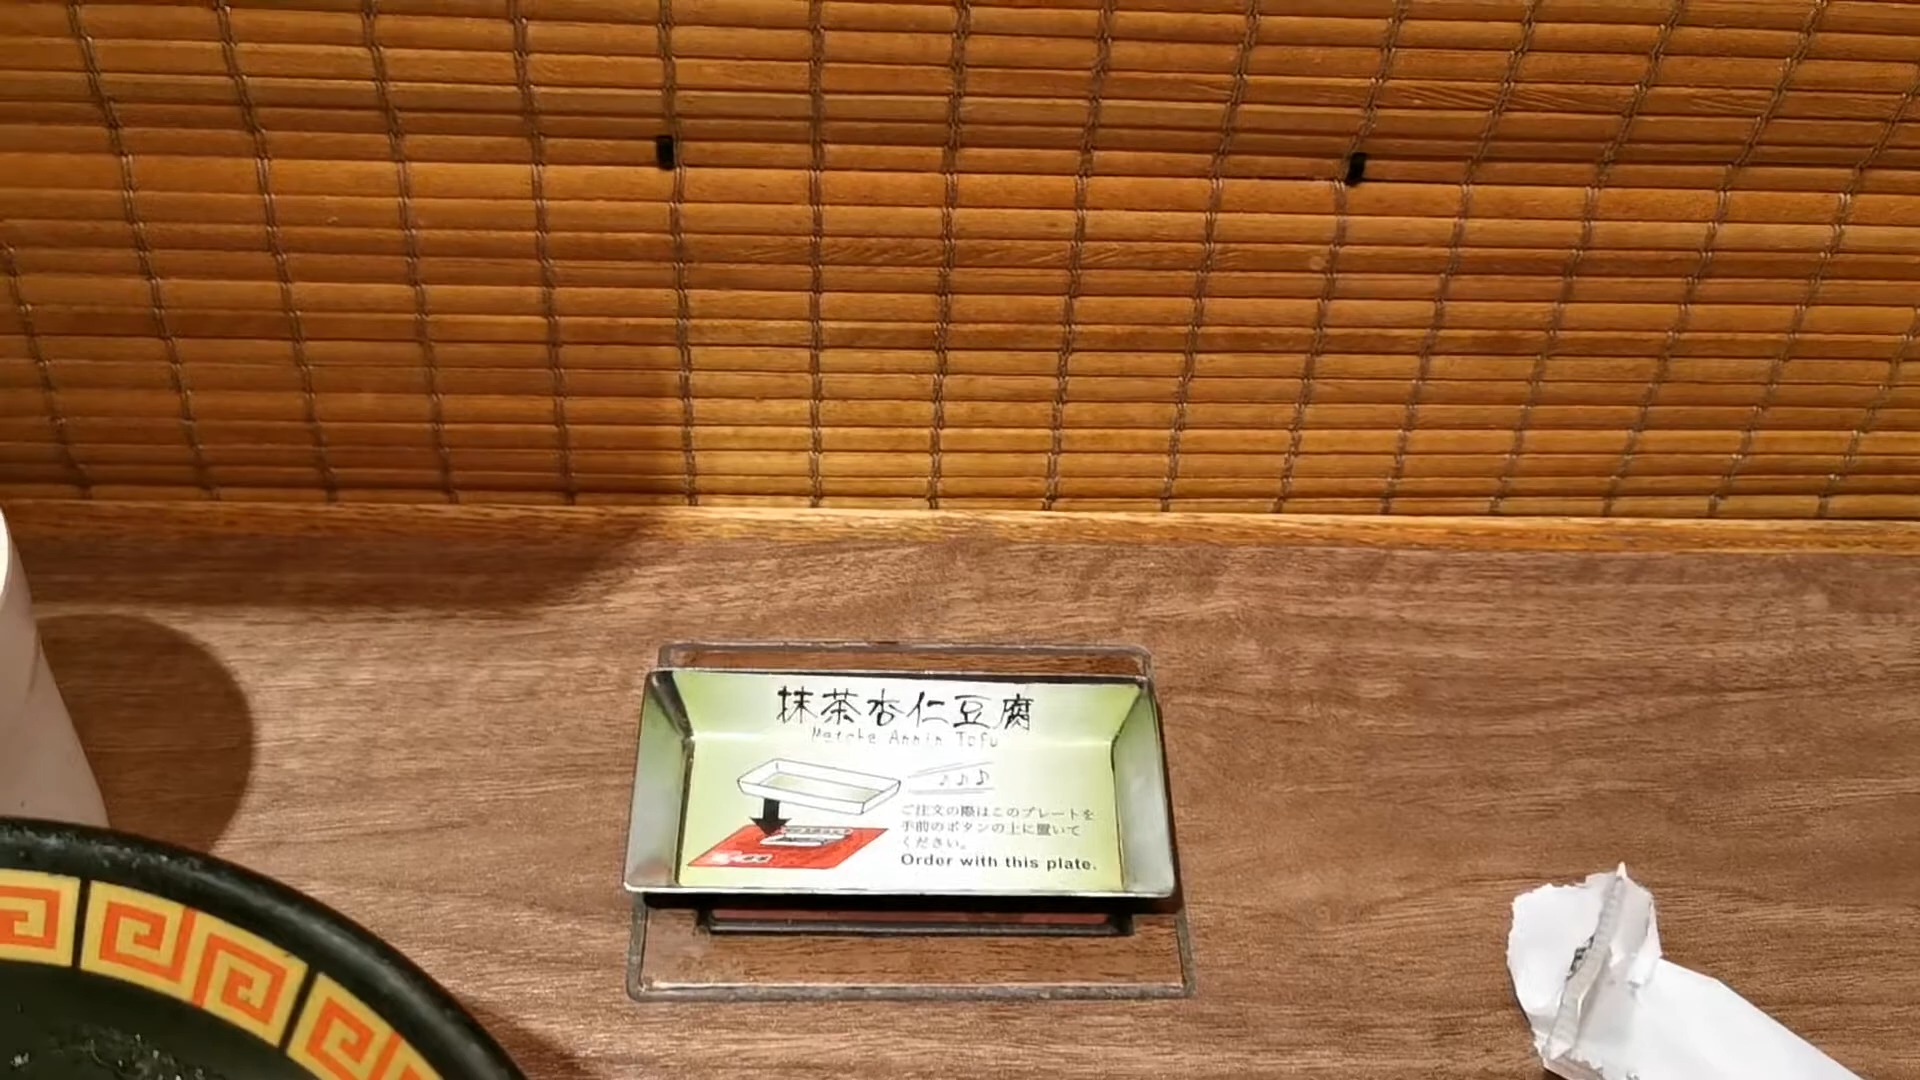 抹茶杏仁豆腐
Matcha Annin Tofu
ご注文の際はこのプレートを
手前のボタンの上に置いて
ください。
Order with this plate.